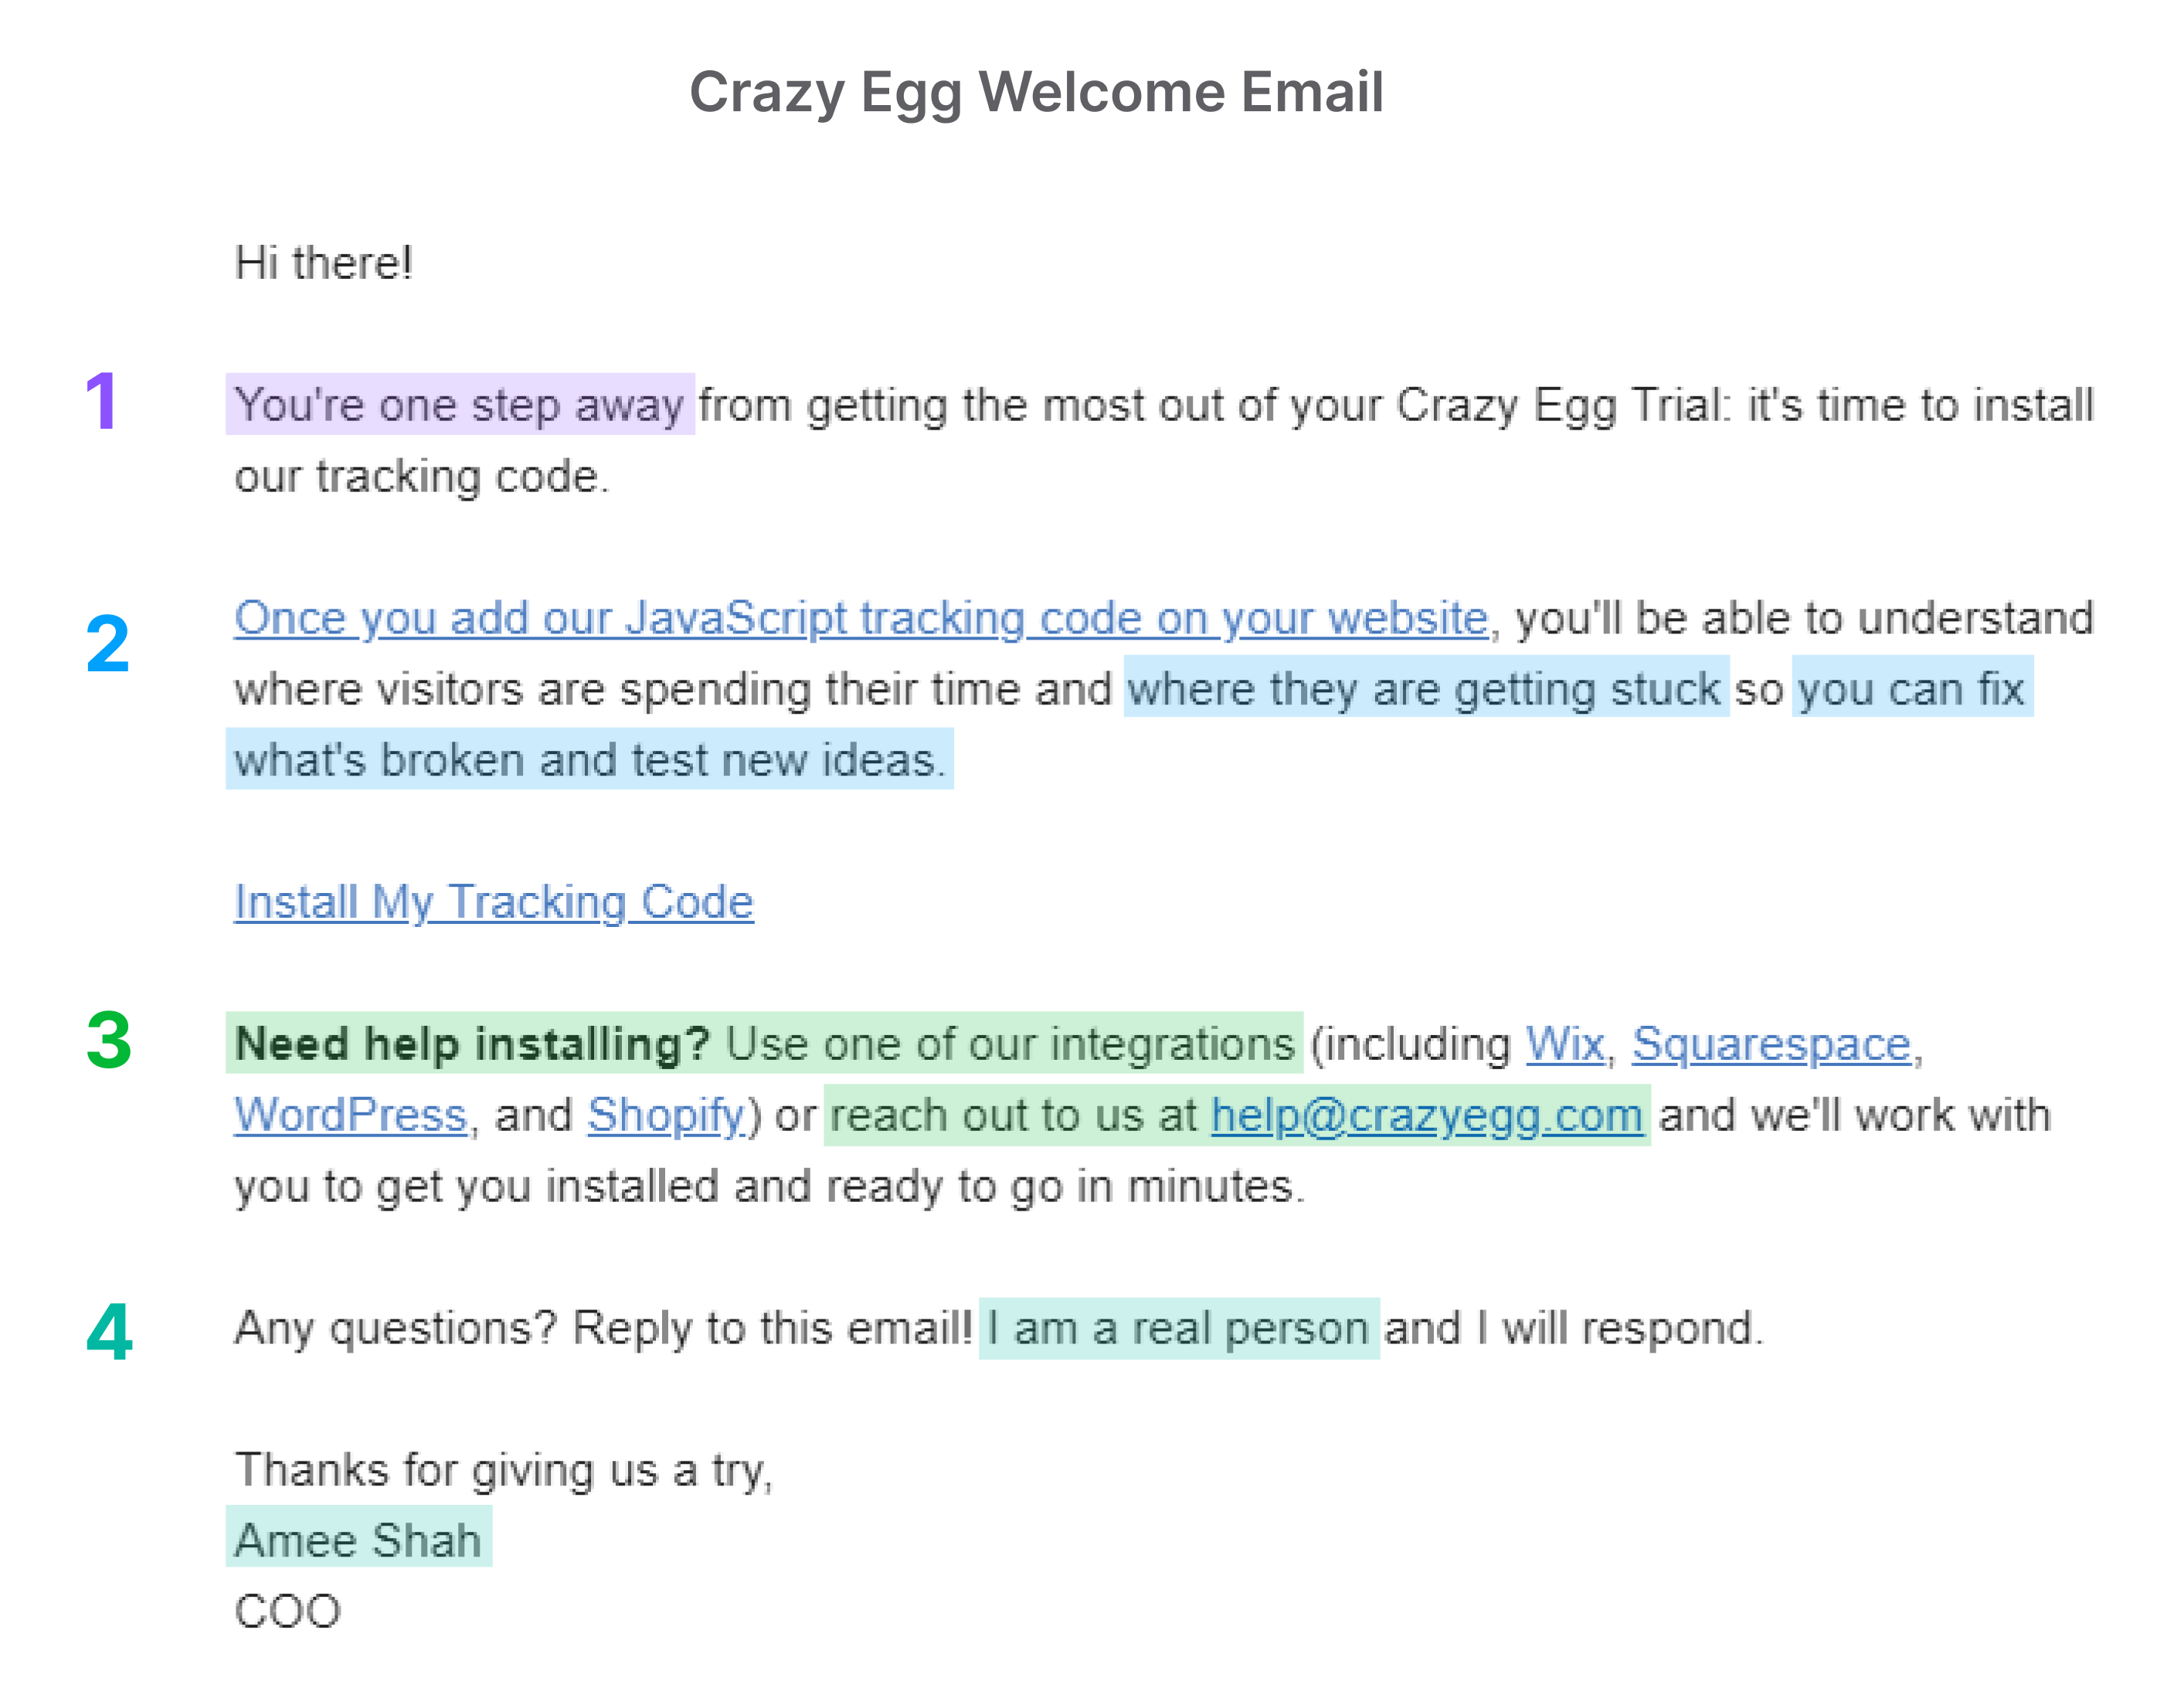 Crazy Egg Welcome Email
Hi there!
1
You're one step away from getting the most out of your Crazy Egg Trial: it's time to install
our tracking code.
2
Once you add our JavaScript tracking code on your website, you'll be able to understand
where visitors are spending their time and where they are getting stuck so you can fix
what's broken and test new ideas.
Install My Tracking Code
3
Need help installing? Use one of our integrations (including Wix, Squarespace,
WordPress, and Shopify) or reach out to us at help@crazyegg.com and we'll work with
you to get you installed and ready to go in minutes.
4
Any questions? Reply to this email! I am a real person and I will respond.
Thanks for giving us a try,
Amee Shah
COO